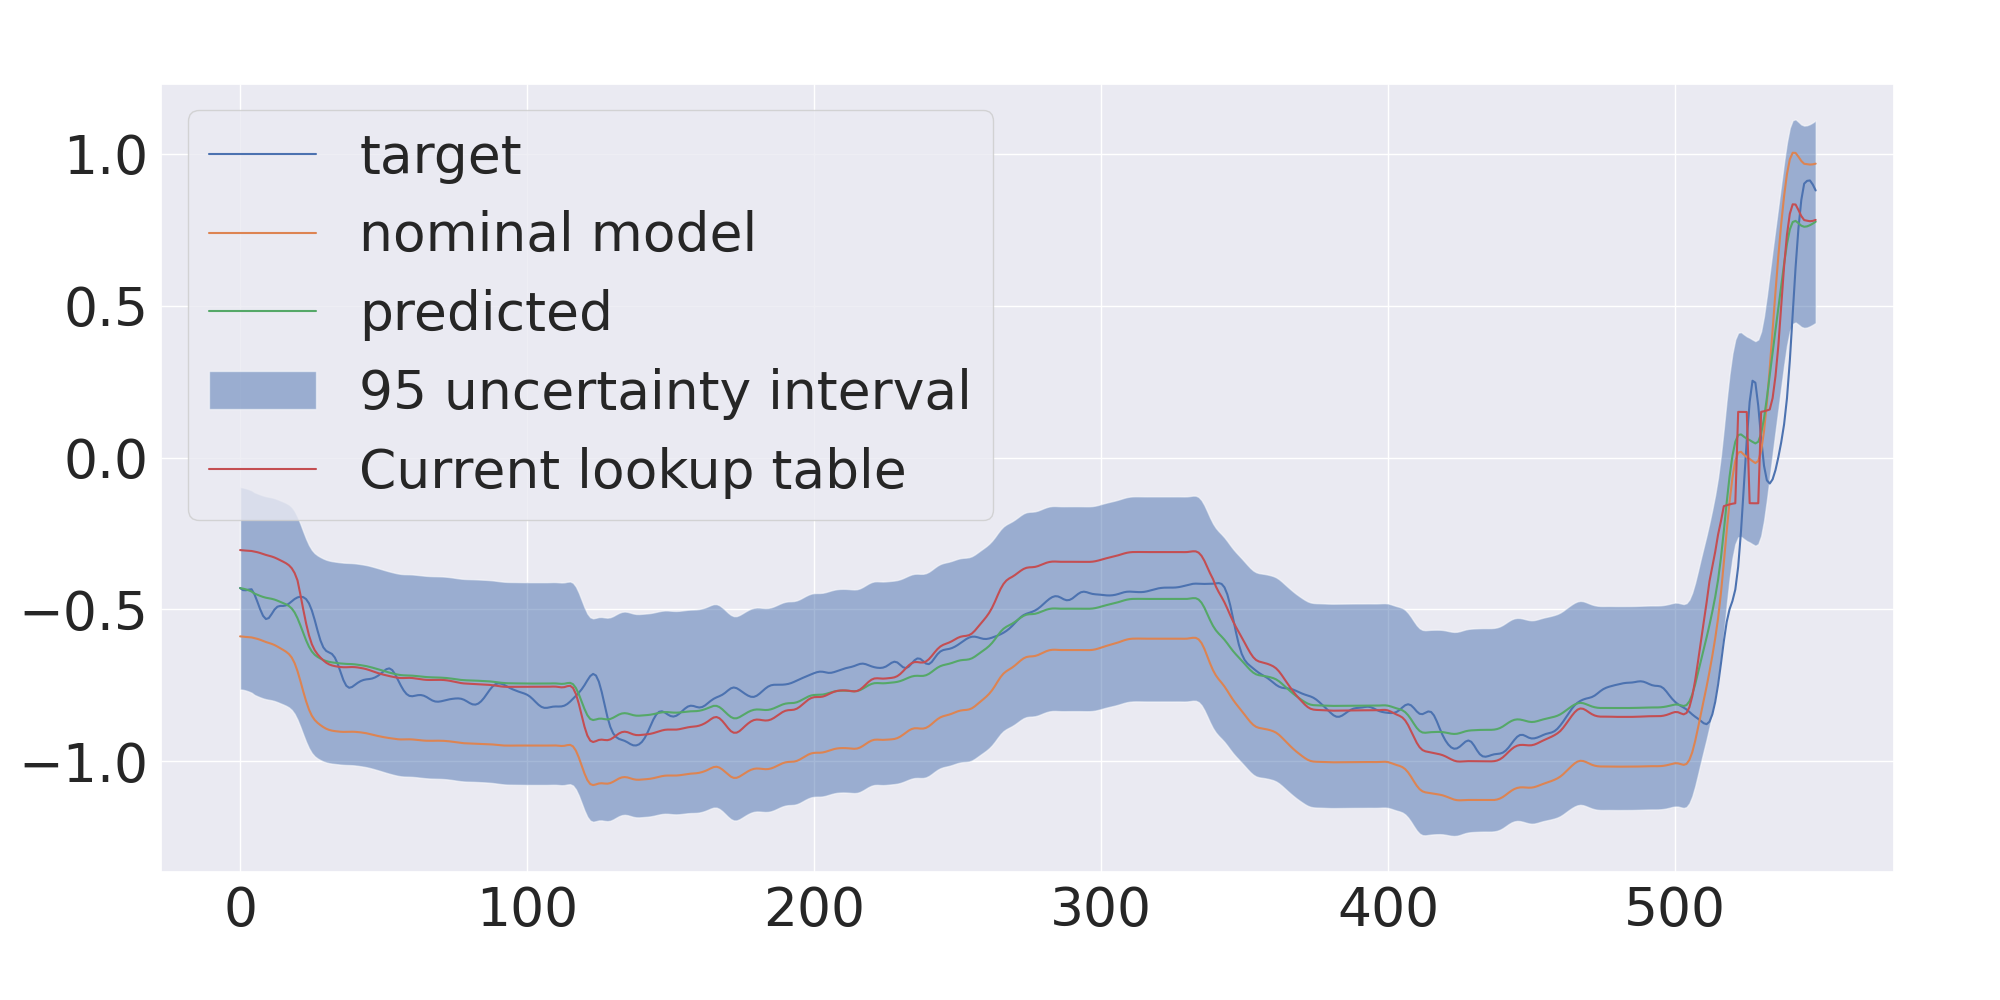 1.0
0.5
0.0
−0.5
−1.0
target
nominal model
predicted
95 uncertainty interval
Current lookup table
0 100 200 300 400 500